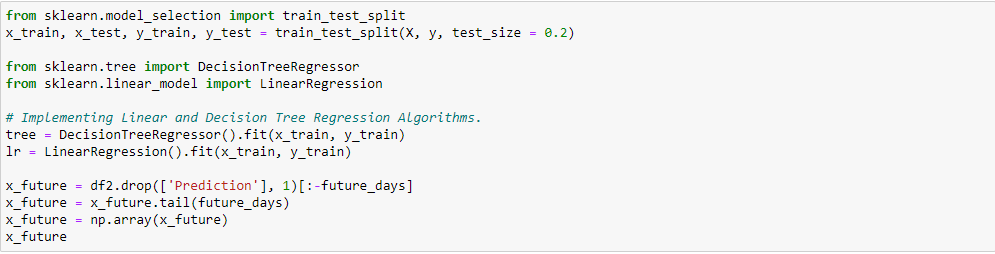 from sklearn.model_selection import train_test_split
x_train, x_test, y_train, y_test = train_test_split(X, y, test_size = 0.2)
from sklearn.tree import DecisionTreeRegressor
from sklearn.linear_model import LinearRegression
# Implementing Linear and Decision Tree Regression Algorithms.
tree = DecisionTreeRegressor().fit(x_train, y_train)
lr = LinearRegression().fit(x_train, y_train)
x_future = df2.drop(['Prediction'], 1)[:-future_days]
x_future = x_future.tail(future_days)
x_future = np.array(x_future)
x_future